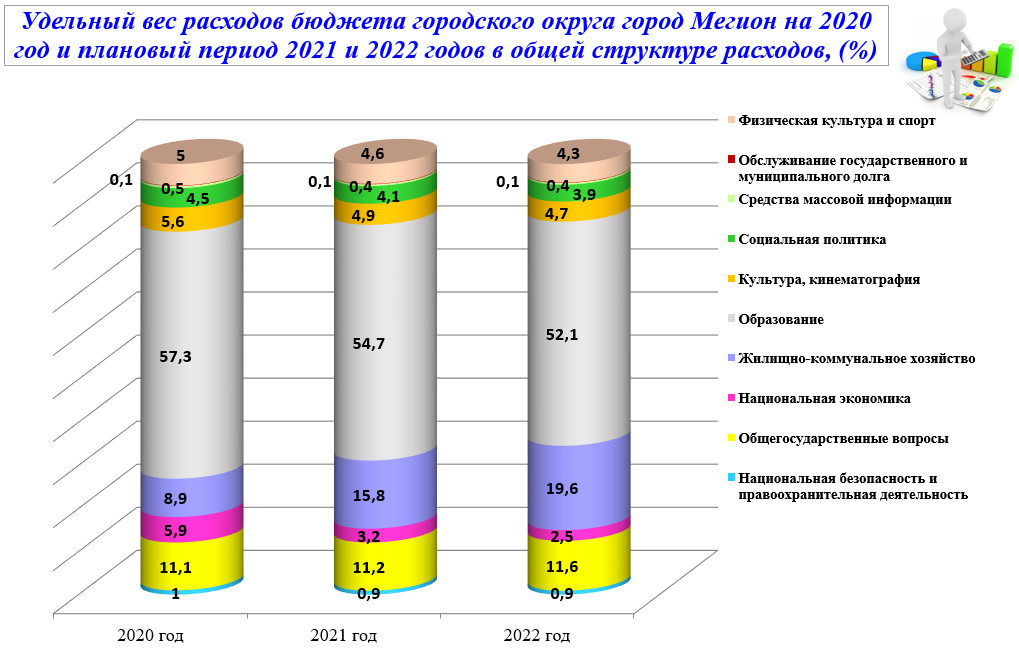 Удельный вес расходов бюджета городского округа город Мегион на 2020
год и плановый период 2021 и 2022 годов в общей структуре расходов, (%)
5
0,1
0,5
4,5
5,6
57,3
8,9
5,9
11,1
1
2020 год
4,6
0,1
0,4
4,1
4,9
54,7
15,8
3,2
11,2
0,9
2021 год
4,3
0,1
0,4
3,9
4,7
52,1
19,6
2,5
11,6
0,9
2022 год
Физическая культура и спорт
Обслуживание государственного и
муниципального долга
Средства массовой информации
Социальная политика
Культура, кинематография
Образование
Жилищно-коммунальное хозяйство
Национальная экономика
Общегосударственные вопросы
Национальная безопасность и
правоохранительная деятельность